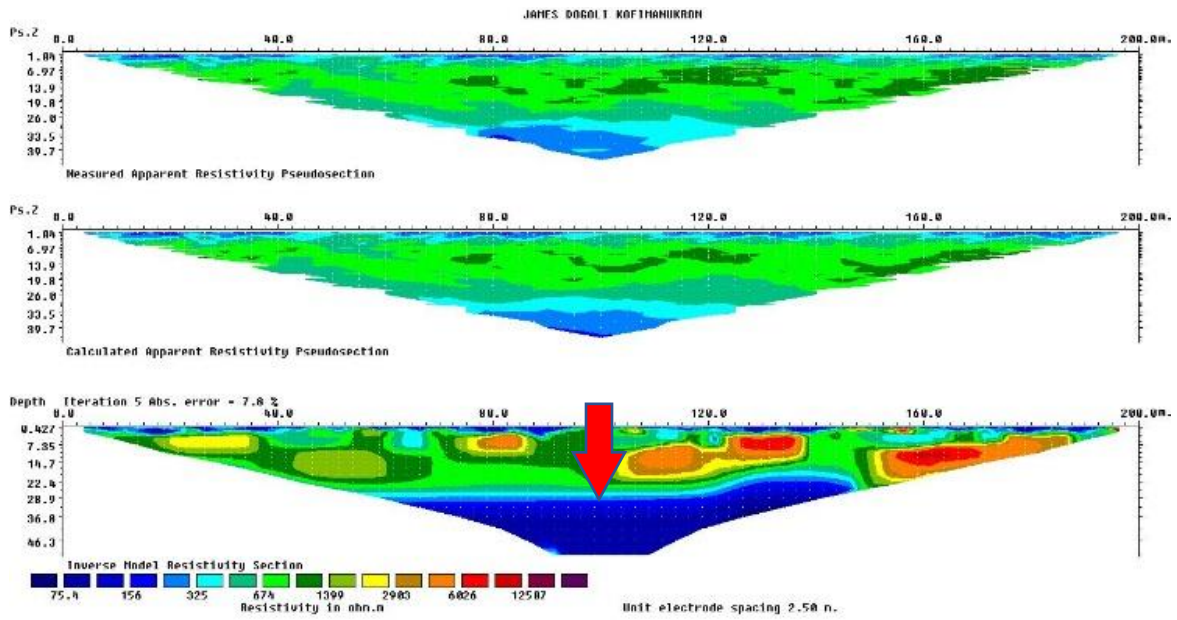 JAMES DOGOLI KOFIMANUKRON
Ps.Z 0.0 40.0 80.0 120.0 160.0 200.0m.
1.04
6.97
13.9
19.8
26.0
33.5
39.7
Measured Apparent Resistivity Pseudosection
Ps.Z 0.0 40.0 80.0 120.0 160.0 200.0m.
1.04
6.97
13.9
19.8
26.0
33.5
39.7
Calculated Apparent Resistivity Pseudosection
Depth Iteration 5 Abs. error = 7.8 %
0.0 40.0 80.0 120.0 160.0 200.0m.
0.427
7.35
14.7
22.4
28.9
36.8
46.3
Inverse Model Resistivity Section
75.4 156 325 674 1399 2903 6026 12507
Resistivity in ohm.m Unit electrode spacing 2.50 m.